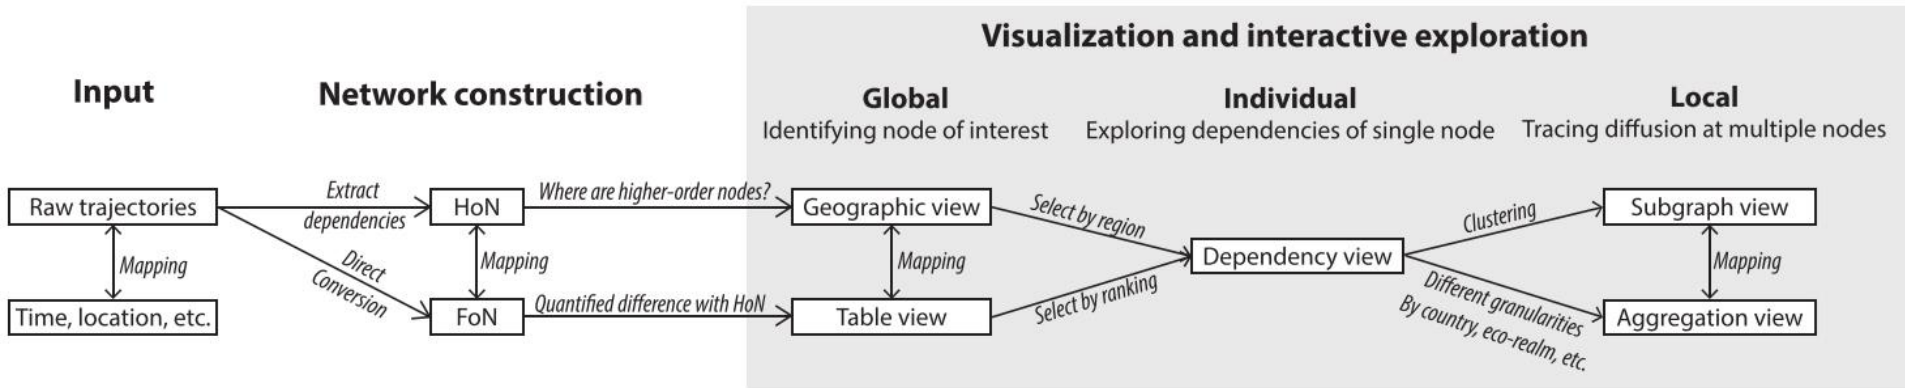 Visualization and interactive exploration
Input
Network construction
Global
Individual
Local
Identifying node of interest
Exploring dependencies of single node
Tracing diffusion at multiple nodes
Raw trajectories
Extract
dependencies
HoN
Where are higher-order nodes?
Geographic view
Select by region
Clustering
Subgraph view
Mapping
Direct
Conversion
Mapping
Mapping
Dependency view
Mapping
Time, location, etc.
FoN
Quantified difference with HoN
Table view
Select by ranking
Different granularities
By country, eco-realm, etc.
Aggregation view